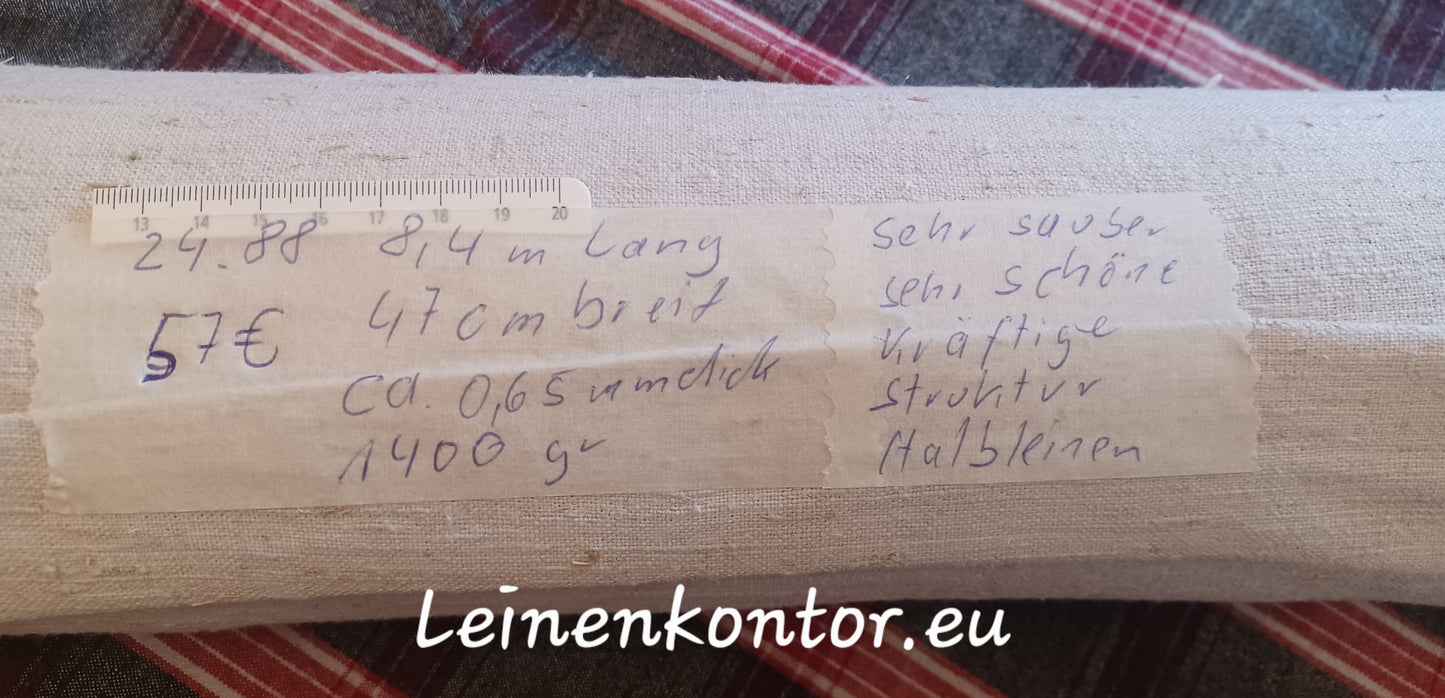 13 14 15 16 17 18 19 20
24.88
57€
8,4 m Lang
47 cm breit
ca. 0,65 mm dick
1400 gr
Sehr sauber
sehr schöne
kräftige
Struktur
Halbleinen
Leinenkontor.eu